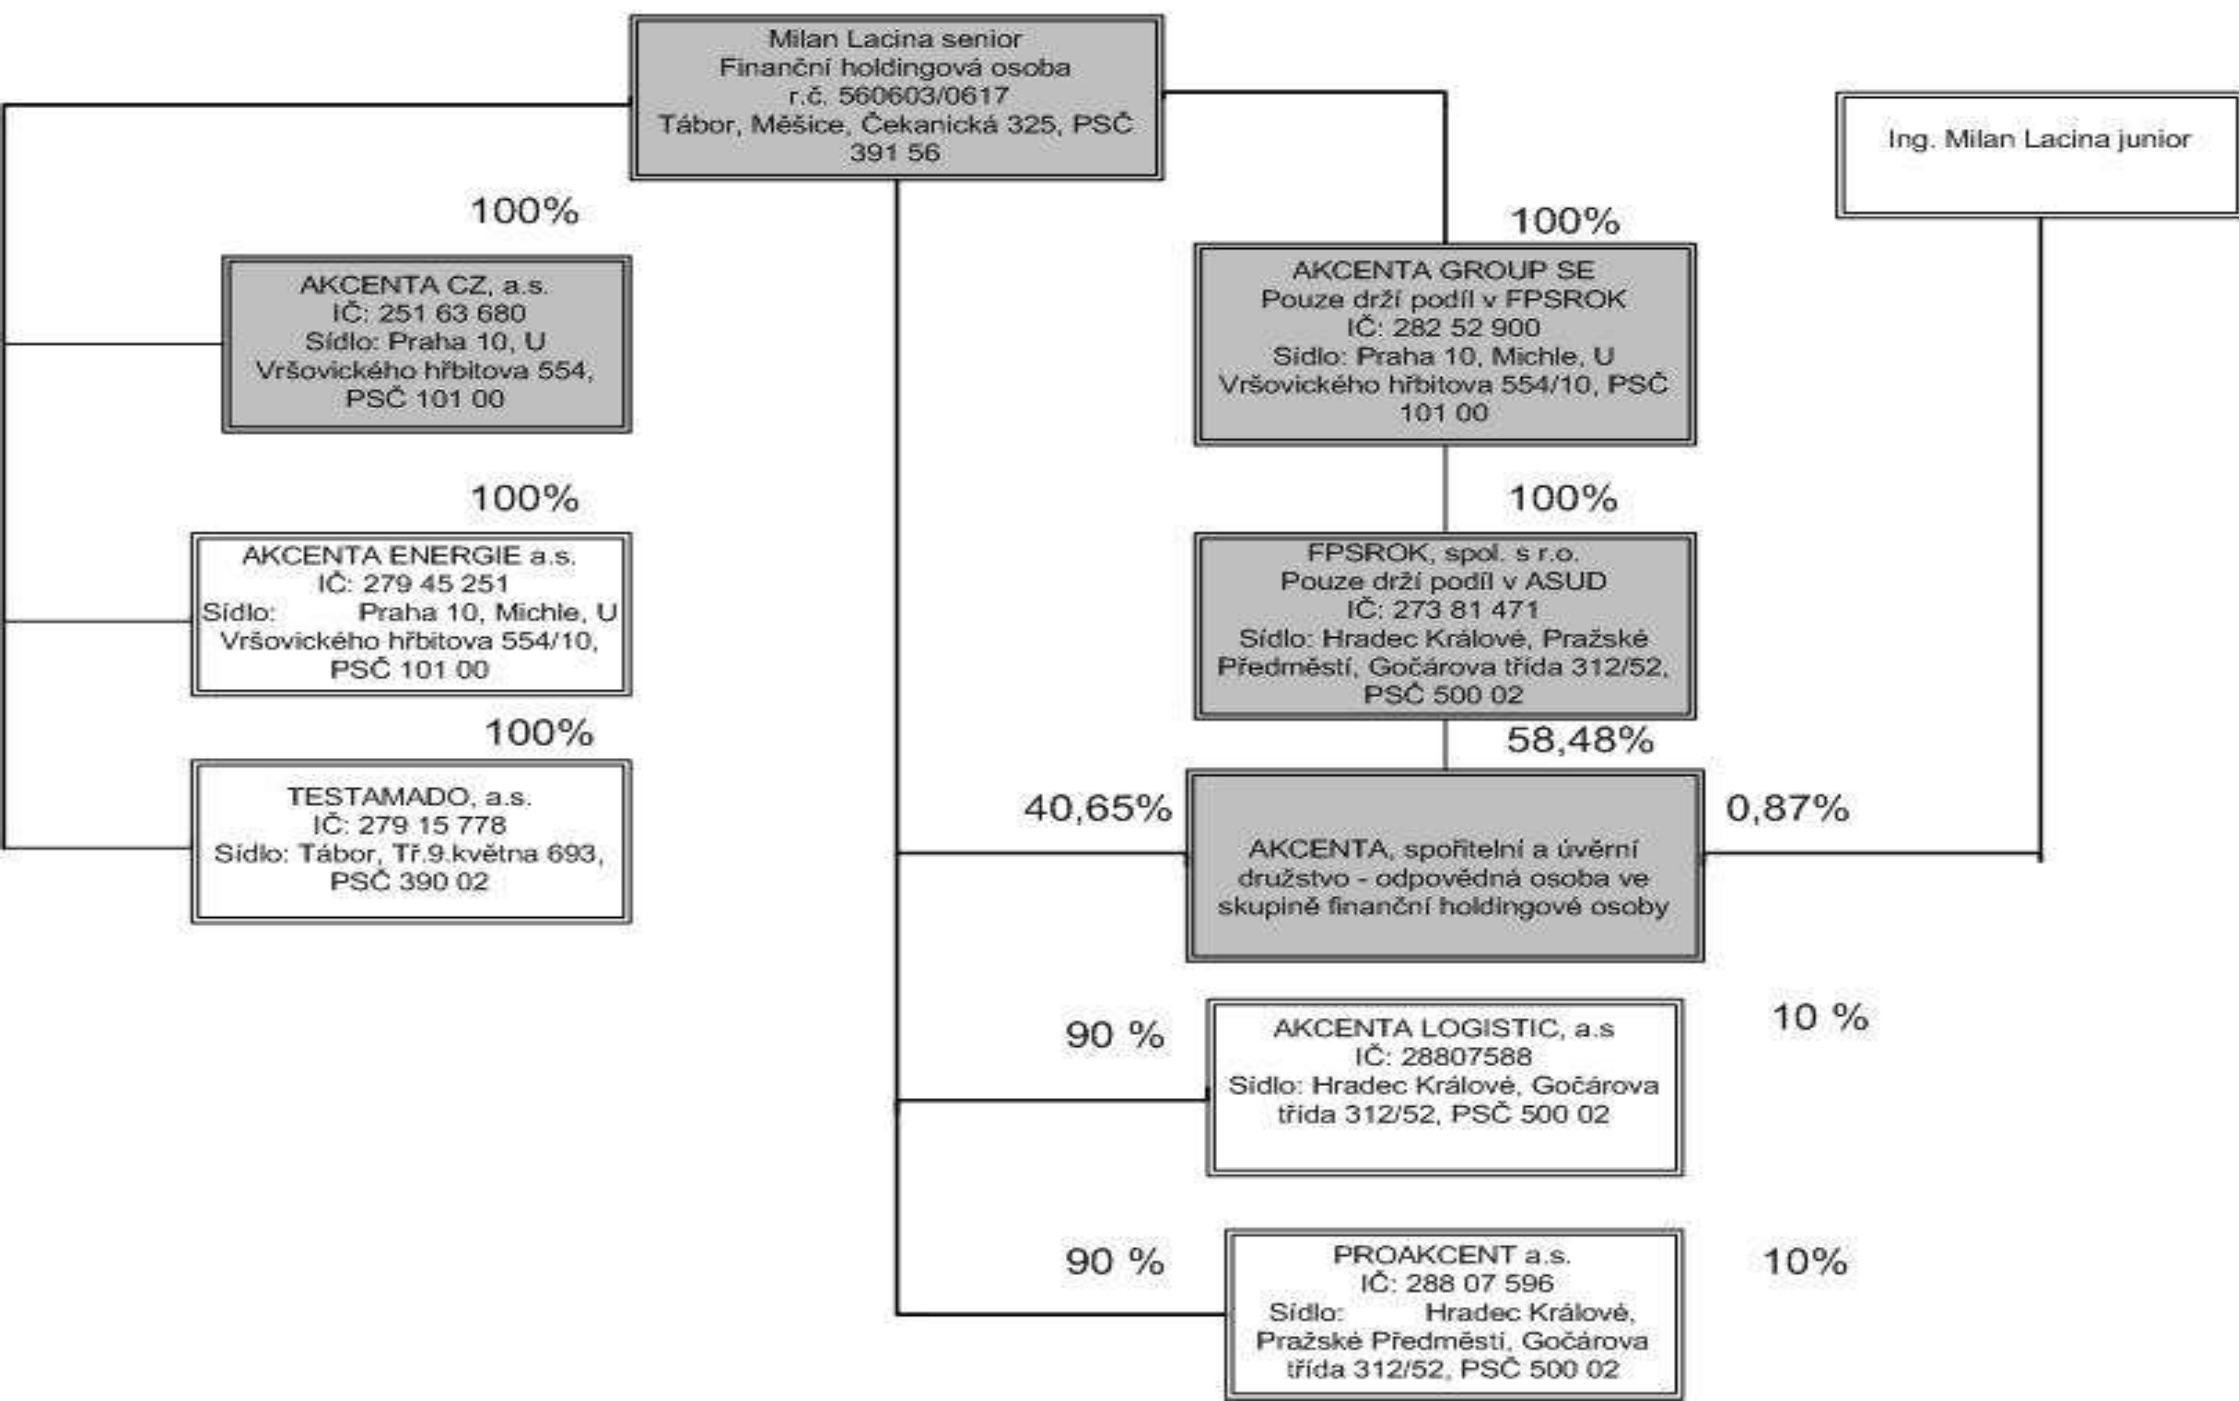 Milan Lacina senior
Finanční holdingová osoba
r.č. 560603/0617
Tábor, Měšice, Čekanická 325, PSČ
391 56
Ing. Milan Lacina junior
100%
AKCENTA CZ, a.s.
IČ: 251 63 680
Sídlo: Praha 10, U
Vršovického hřbitova 554,
PSČ 101 00
100%
AKCENTA GROUP SE
Pouze drží podíl v FPSROK
IČ: 282 52 900
Sídlo: Praha 10, Michle, U
Vršovického hřbitova 554/10, PSČ
101 00
100%
AKCENTA ENERGIE a.s.
IČ: 279 45 251
Sídlo: Praha 10, Michle, U
Vršovického hřbitova 554/10,
PSČ 101 00
100%
FPSROK, spol. s r.o.
Pouze drží podíl v ASUD
IČ: 273 81 471
Sídlo: Hradec Králové, Pražské
Předměstí, Gočárova třída 312/52,
PSČ 500 02
100%
TESTAMADO, a.s.
IČ: 279 15 778
Sídlo: Tábor, Tř.9.května 693,
PSČ 390 02
58,48%
40,65%
AKCENTA, spořitelní a úvěrní
družstvo - odpovědná osoba ve
skupině finanční holdingové osoby
0,87%
90 %
AKCENTA LOGISTIC, a.s
IČ: 28807588
Sídlo: Hradec Králové, Gočárova
třída 312/52, PSČ 500 02
10 %
90 %
PROAKCENT a.s.
IČ: 288 07 596
Sídlo: Hradec Králové,
Pražské Předměstí, Gočárova
třída 312/52, PSČ 500 02
10%